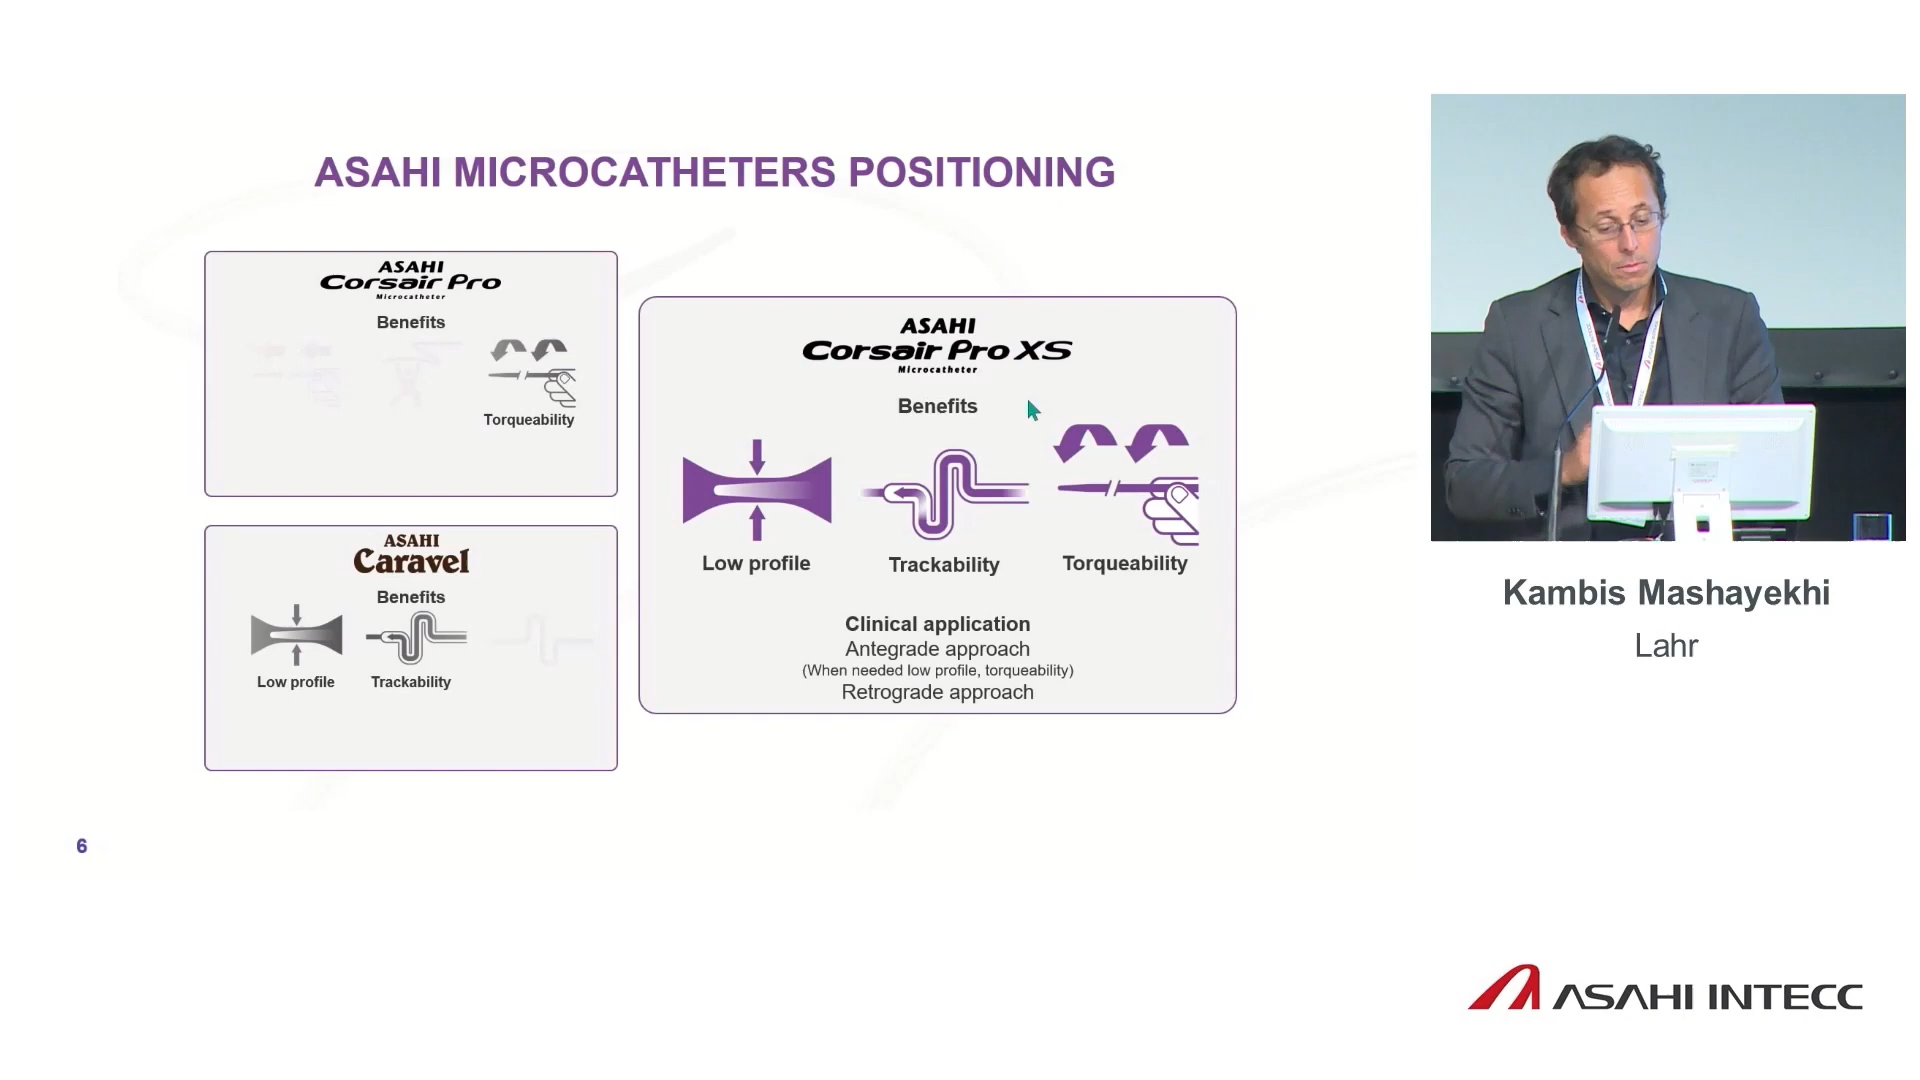 ASAHI MICROCATHETERS POSITIONING
ASAHI
Corsair Pro
Microcatheter
Benefits
Torqueability
ASAHI
Caravel
Benefits
Low profile
Trackability
ASAHI
Corsair Pro XS
Microcatheter
Benefits
Low profile
Trackability
Torqueability
Clinical application
Antegrade approach
(When needed low profile, torqueability)
Retrograde approach
6
Kambis Mashayekhi
Lahr
ASAHI INTECC